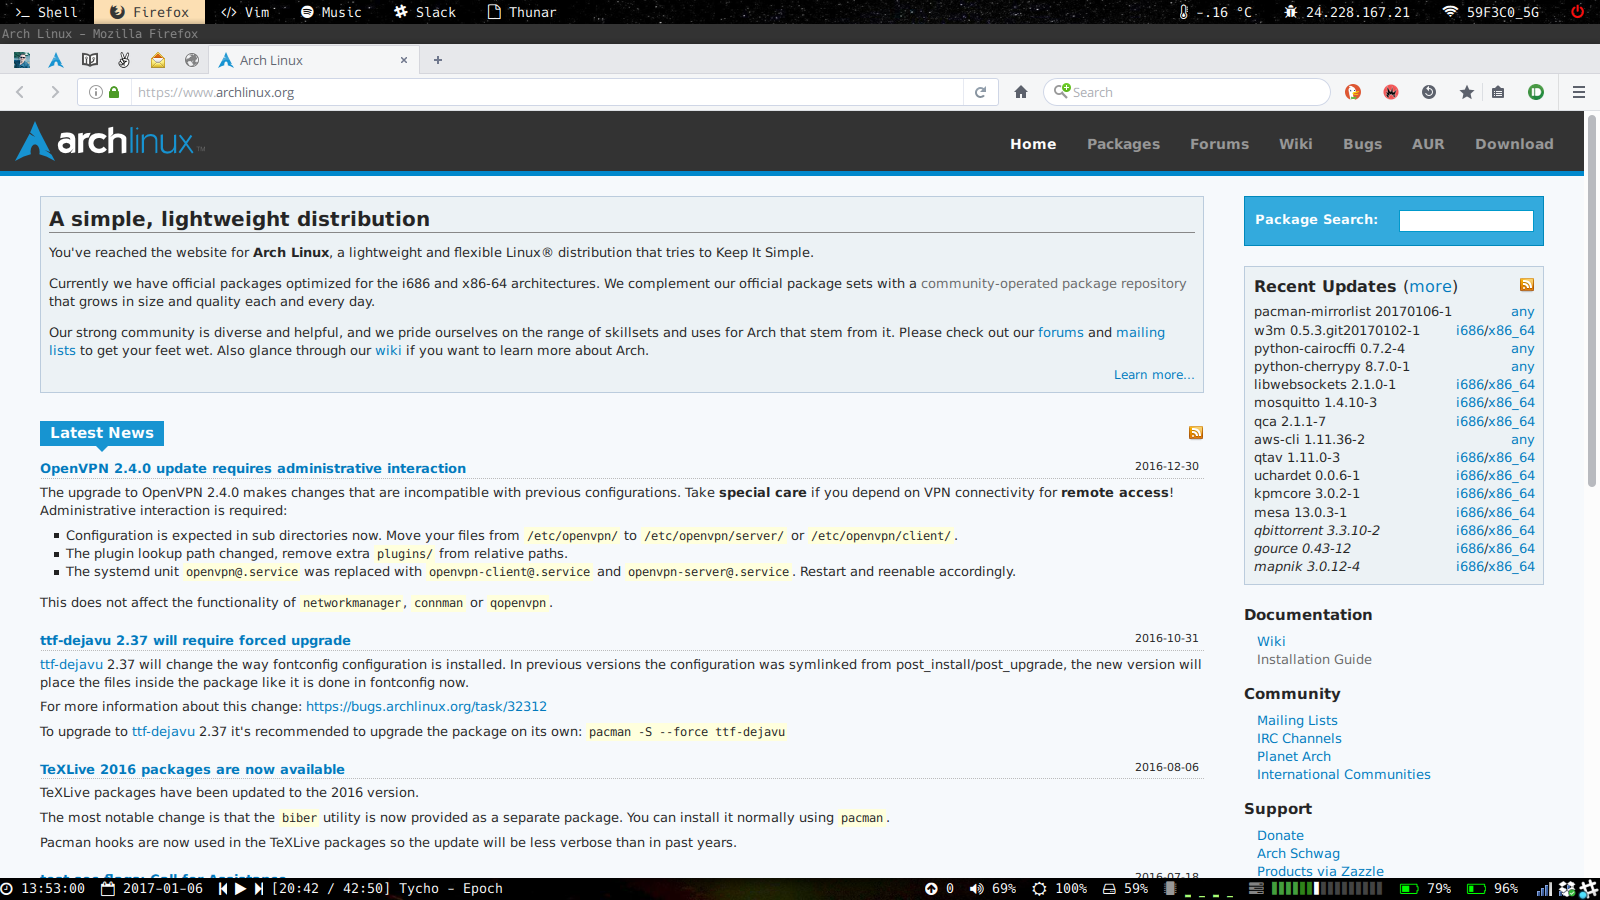 Shell Firefox Vim Music Slack Thunar -.16 °C 24.228.167.21 59F3C0_5G
Arch Linux - Mozilla Firefox
Arch Linux × +
https://www.archlinux.org Search
archlinux™ Home Packages Forums Wiki Bugs AUR Download
A simple, lightweight distribution
You've reached the website for Arch Linux, a lightweight and flexible Linux® distribution that tries to Keep It Simple.
Currently we have official packages optimized for the i686 and x86-64 architectures. We complement our official package sets with a community-operated package repository
that grows in size and quality each and every day.
Our strong community is diverse and helpful, and we pride ourselves on the range of skillsets and uses for Arch that stem from it. Please check out our forums and mailing
lists to get your feet wet. Also glance through our wiki if you want to learn more about Arch.
Learn more...
Latest News
OpenVPN 2.4.0 update requires administrative interaction 2016-12-30
The upgrade to OpenVPN 2.4.0 makes changes that are incompatible with previous configurations. Take special care if you depend on VPN connectivity for remote access!
Administrative interaction is required:
Configuration is expected in sub directories now. Move your files from /etc/openvpn/ to /etc/openvpn/server/ or /etc/openvpn/client/.
The plugin lookup path changed, remove extra plugins/ from relative paths.
The systemd unit openvpn@.service was replaced with openvpn-client@.service and openvpn-server@.service. Restart and reenable accordingly.
This does not affect the functionality of networkmanager, connman or qopenvpn.
ttf-dejavu 2.37 will require forced upgrade 2016-10-31
ttf-dejavu 2.37 will change the way fontconfig configuration is installed. In previous versions the configuration was symlinked from post_install/post_upgrade, the new version will
place the files inside the package like it is done in fontconfig now.
For more information about this change: https://bugs.archlinux.org/task/32312
To upgrade to ttf-dejavu 2.37 it's recommended to upgrade the package on its own: pacman -S --force ttf-dejavu
TeXLive 2016 packages are now available 2016-08-06
TeXLive packages have been updated to the 2016 version.
The most notable change is that the biber utility is now provided as a separate package. You can install it normally using pacman.
Pacman hooks are now used in the TeXLive packages so the update will be less verbose than in past years.
Package Search:
Recent Updates (more)
pacman-mirrorlist 20170106-1 any
w3m 0.5.3.git20170102-1 i686/x86_64
python-cairocffi 0.7.2-4 any
python-cherrypy 8.7.0-1 any
libwebsockets 2.1.0-1 i686/x86_64
mosquitto 1.4.10-3 i686/x86_64
qca 2.1.1-7 i686/x86_64
aws-cli 1.11.36-2 any
qtav 1.11.0-3 i686/x86_64
uchardet 0.0.6-1 i686/x86_64
kpmcore 3.0.2-1 i686/x86_64
mesa 13.0.3-1 i686/x86_64
qbittorrent 3.3.10-2 i686/x86_64
gource 0.43-12 i686/x86_64
mapnik 3.0.12-4 i686/x86_64
Documentation
Wiki
Installation Guide
Community
Mailing Lists
IRC Channels
Planet Arch
International Communities
Support
Donate
Arch Schwag
Products via Zazzle
13:53:00 2017-01-06 [20:42 / 42:50] Tycho - Epoch 0 69% 100% 59% 79% 96%